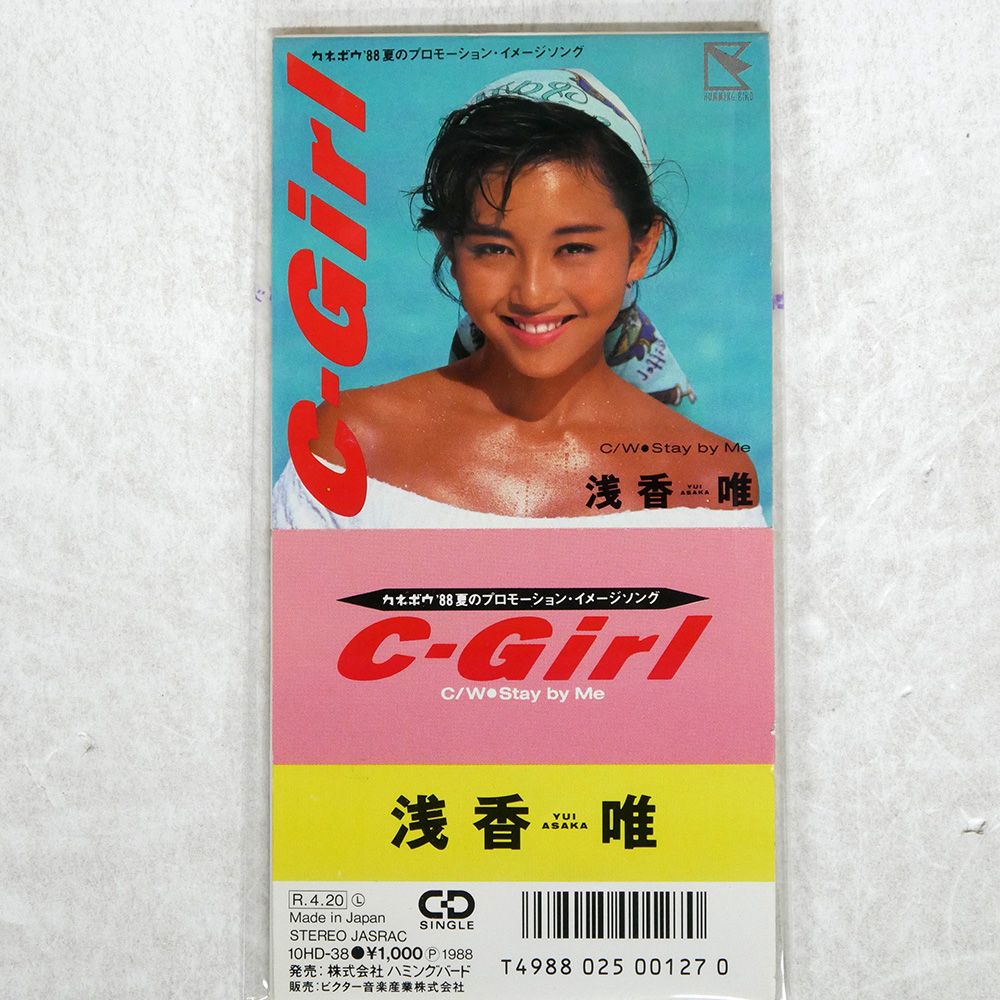 カネボウ'88夏のプロモーション・イメージソング
HUMMING BIRD
C-Girl
C/W●Stay by Me
浅香 YUI ASAKA 唯
カネボウ'88夏のプロモーション・イメージソング
C-Girl
C/W●Stay by Me
浅香 YUI ASAKA 唯
R.4.20 Ⓛ
Made in Japan
STEREO JASRAC
10HD-38●¥1,000 Ⓟ 1988
発売:株式会社 ハミングバード
販売:ビクター音楽産業株式会社
CD
SINGLE
T4988 025 00127 0